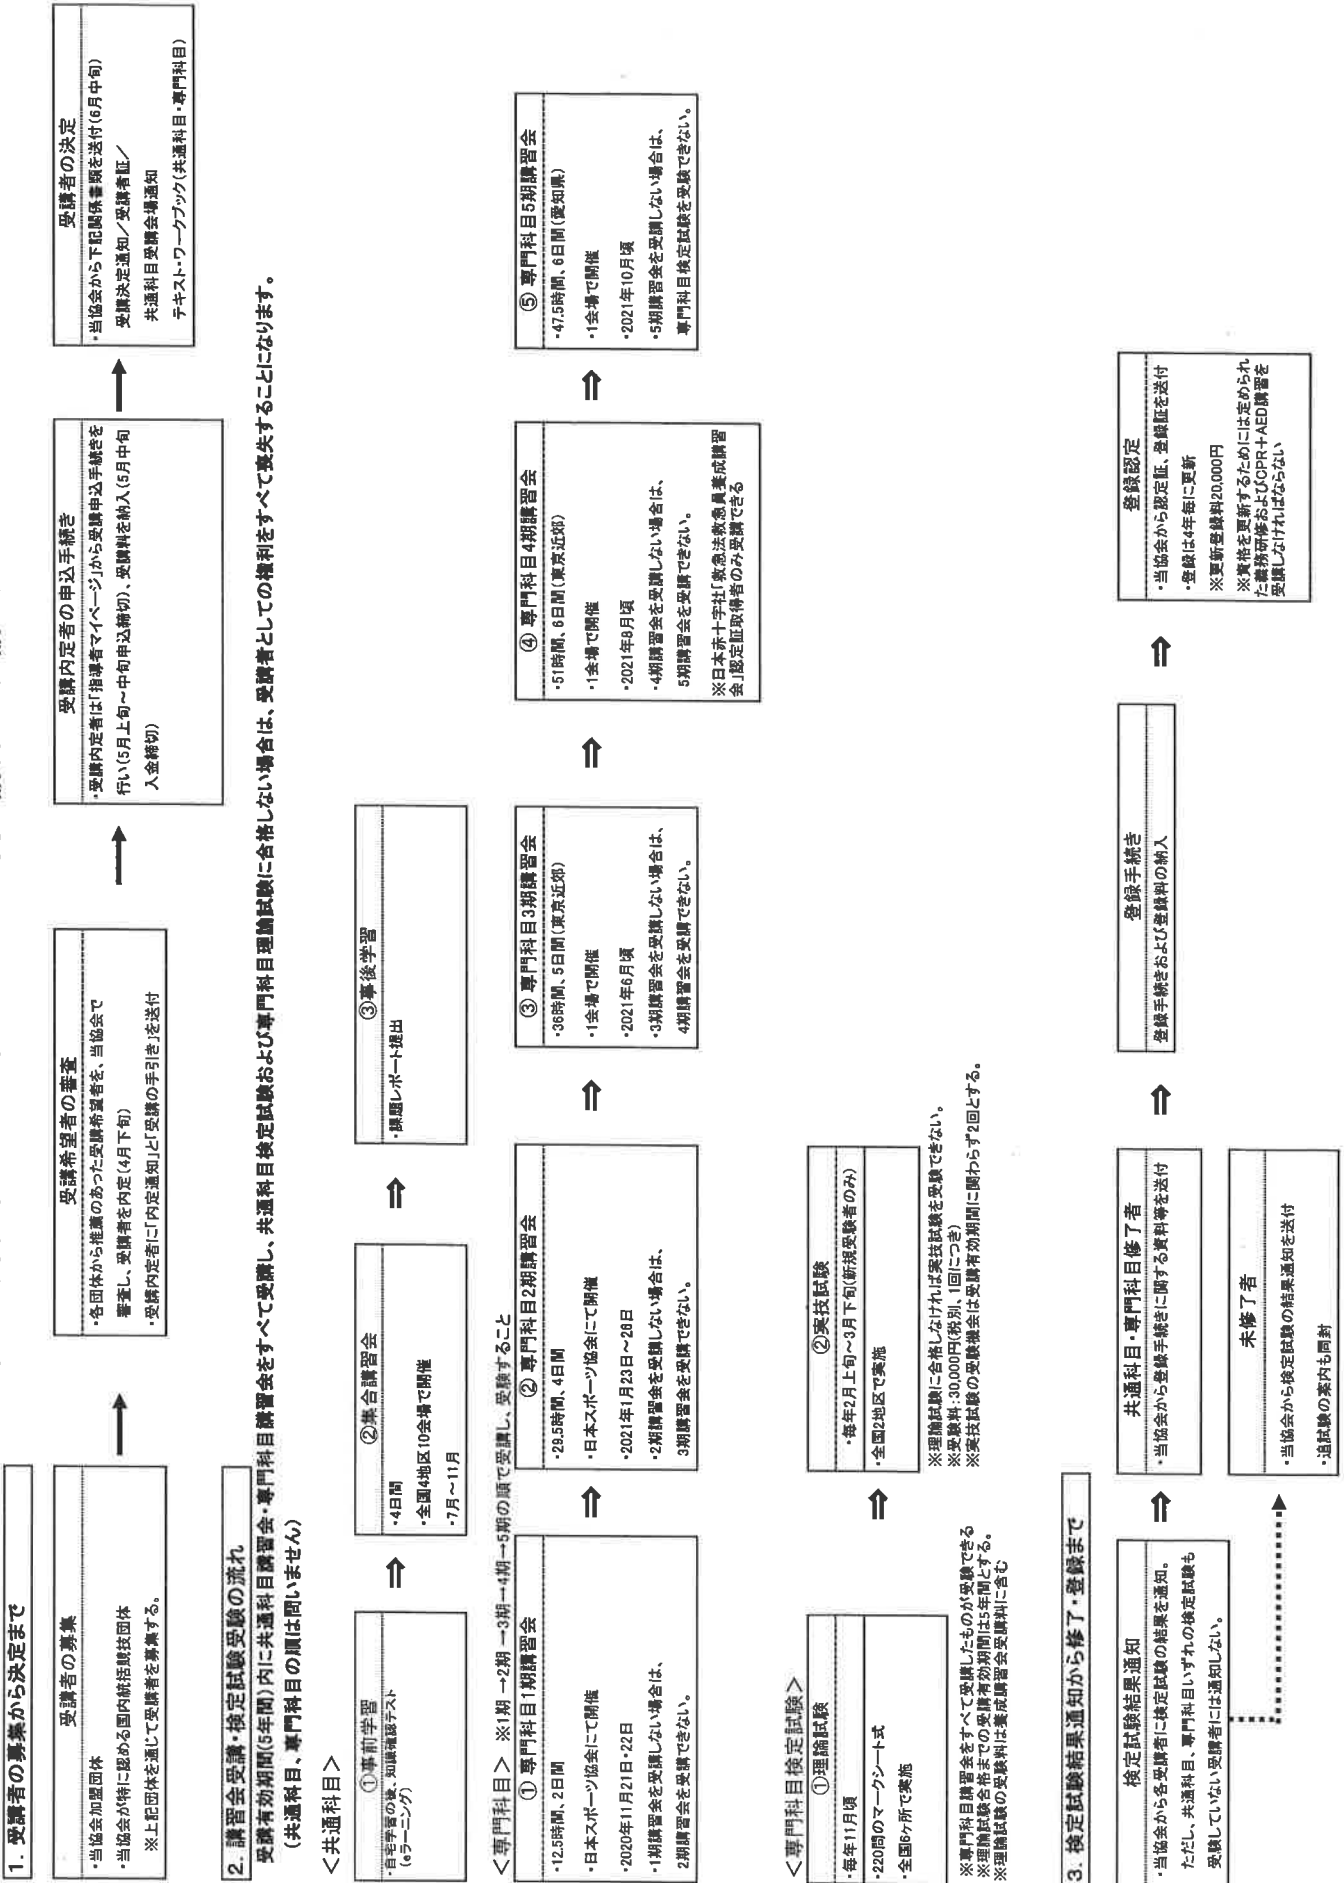 1. 受講者の募集から決定まで
受講者の募集
・当協会加盟団体
・当協会が特に認める国内統括競技団体
※上記団体を通じて受講者を募集する。
受講希望者の審査
・各団体から推薦のあった受講希望者を、当協会で
審査し、受講者を内定(4月下旬)
・受講内定者に「内定通知」と「受講の手引き」を送付
受講内定者の申込手続き
・受講内定者は「指導者マイページ」から受講申込手続きを
行い(5月上旬～中旬申込締切)、受講料を納入(5月中旬
入金締切)
受講者の決定
・当協会から下記関係書類を送付(6月中旬)
受講決定通知／受講者証／
共通科目受講会場通知
テキスト・ワークブック(共通科目・専門科目)
2. 講習会受講・検定試験受験の流れ
受講有効期間(5年間)内に共通科目講習会・専門科目講習会をすべて受講し、共通科目検定試験および専門科目理論試験に合格しない場合は、受講者としての権利をすべて喪失することになります。
(共通科目、専門科目の順は問いません)
＜共通科目＞
①事前学習
・自宅学習の後、知識確認テスト
(eラーニング)
⇒
②集合講習会
・4日間
・全国4地区10会場で開催
・7月～11月
⇒
③事後学習
・課題レポート提出
＜専門科目＞ ※1期→2期→3期→4期→5期の順で受講し、受験すること
① 専門科目1期講習会
・12.5時間、2日間
・日本スポーツ協会にて開催
・2020年11月21日・22日
・1期講習会を受講しない場合は、
2期講習会を受講できない。
⇒
② 専門科目2期講習会
・29.5時間、4日間
・日本スポーツ協会にて開催
・2021年1月23日～26日
・2期講習会を受講しない場合は、
3期講習会を受講できない。
⇒
③ 専門科目3期講習会
・36時間、5日間(東京近郊)
・1会場で開催
・2021年6月頃
・3期講習会を受講しない場合は、
4期講習会を受講できない。
⇒
④ 専門科目4期講習会
・51時間、6日間(東京近郊)
・1会場で開催
・2021年8月頃
・4期講習会を受講しない場合は、
5期講習会を受講できない。
※日本赤十字社「救急法救急員養成講習
会」認定証取得者のみ受講できる
⇒
⑤ 専門科目5期講習会
・47.5時間、6日間(愛知県)
・1会場で開催
・2021年10月頃
・5期講習会を受講しない場合は、
専門科目検定試験を受験できない。
＜専門科目検定試験＞
①理論試験
・毎年11月頃
・220問のマークシート式
・全国6ヶ所で実施
※専門科目講習会をすべて受講したものが受験できる
※理論試験合格までの受講有効期間は5年間とする。
※理論試験の受験料は養成講習会受講料に含む
⇒
②実技試験
・毎年2月上旬～3月下旬(新規受験者のみ)
・全国2地区で実施
※理論試験に合格しなければ実技試験を受験できない。
※受験料:30,000円(税別、1回につき)
※実技試験の受験機会は受講有効期間に関わらず2回とする。
3. 検定試験結果通知から修了・登録まで
検定試験結果通知
・当協会から各受講者に検定試験の結果を通知。
ただし、共通科目、専門科目いずれの検定試験も
受験していない受講者には通知しない。
⇒
共通科目・専門科目修了者
・当協会から登録手続きに関する資料等を送付
未修了者
・当協会から検定試験の結果通知を送付
・追試験の案内も同封
⇒
登録手続き
登録手続きおよび登録料の納入
⇒
登録認定
・当協会から認定証、登録証を送付
・登録は4年毎に更新
※更新登録料20,000円
※資格を更新するためには定められ
た義務研修およびCPR＋AED講習を
受講しなければならない